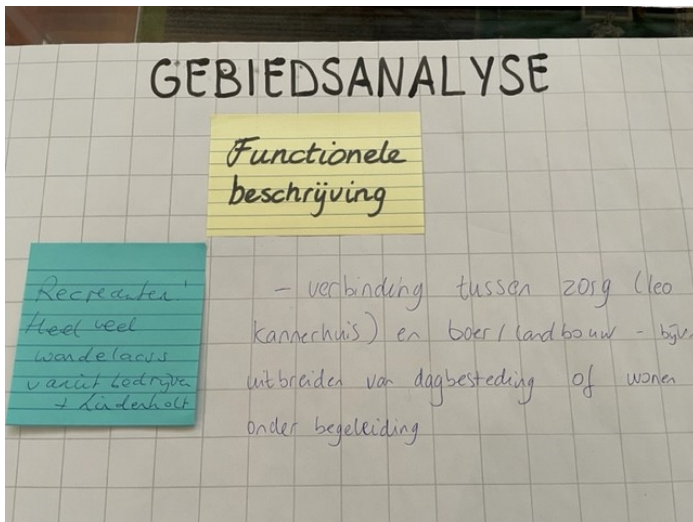 GEBIEDSANALYSE
Functionele
beschrijving
Recreanten!
Heel veel
wandelaars
vanuit bedrijven
+ Lindenholt
- verbinding tussen zorg (leo
kannerhuis) en boer/landbouw - bijv.
uitbreiden van dagbesteding of wonen
onder begeleiding